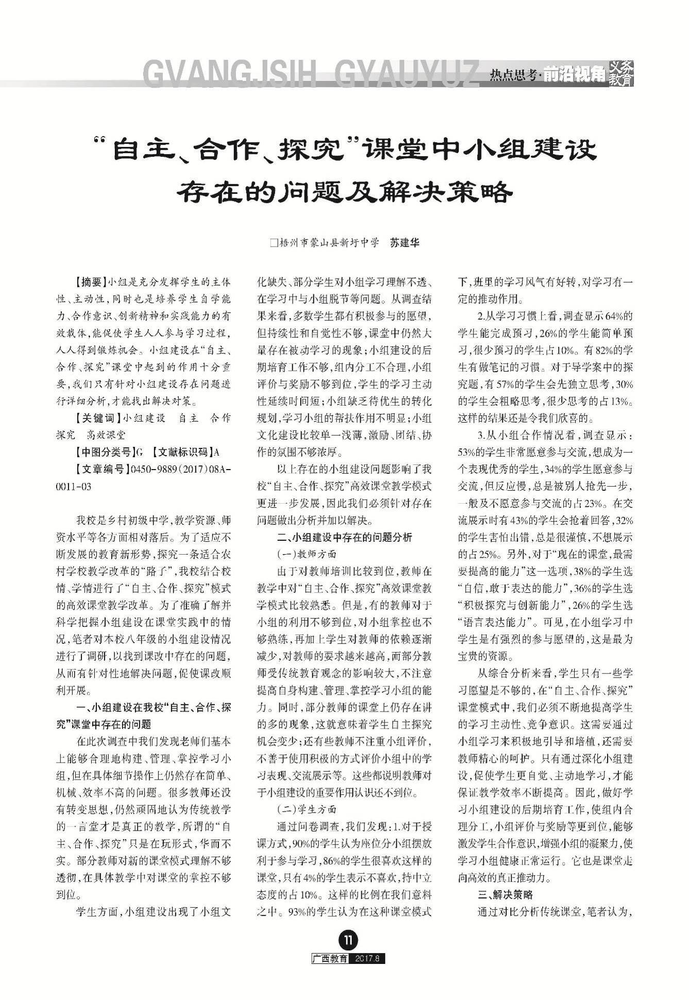 GVANGJSIH GYAUYUZ
热点思考·前沿视角
义务
教育
“自主、合作、探究”课堂中小组建设
存在的问题及解决策略
□梧州市蒙山县新圩中学 苏建华
【摘要】小组是充分发挥学生的主体
性、主动性,同时也是培养学生自学能
力、合作意识、创新精神和实践能力的有
效载体,能促使学生人人参与学习过程,
人人得到锻炼机会。小组建设在“自主、
合作、探究”课堂中起到的作用十分重
要,我们只有针对小组建设存在问题进
行详细分析,才能找出解决对策。
【关键词】小组建设 自主 合作
探究 高效课堂
【中图分类号】G 【文献标识码】A
【文章编号】0450-9889(2017)08A-
0011-03
我校是乡村初级中学,教学资源、师
资水平等各方面相对落后。为了适应不
断发展的教育新形势,探究一条适合农
村学校教学改革的“路子”,我校结合校
情、学情进行了“自主、合作、探究”模式
的高效课堂教学改革。为了准确了解并
科学把握小组建设在课堂实践中的情
况,笔者对本校八年级的小组建设情况
进行了调研,以找到课改中存在的问题,
从而有针对性地解决问题,促使课改顺
利开展。
一、小组建设在我校“自主、合作、探
究”课堂中存在的问题
在此次调查中我们发现老师们基本
上能够合理地构建、管理、掌控学习小
组,但在具体细节操作上仍然存在简单、
机械、效率不高的问题。很多教师还没
有转变思想,仍然顽固地认为传统教学
的一言堂才是真正的教学,所谓的“自
主、合作、探究”只是在玩形式,华而不
实。部分教师对新的课堂模式理解不够
透彻,在具体教学中对课堂的掌控不够
到位。
学生方面,小组建设出现了小组文
化缺失、部分学生对小组学习理解不透、
在学习中与小组脱节等问题。从调查结
果来看,多数学生都有积极参与的愿望,
但持续性和自觉性不够,课堂中仍然大
量存在被动学习的现象;小组建设的后
期培育工作不够,组内分工不合理,小组
评价与奖励不够到位,学生的学习主动
性延续时间短;小组缺乏待优生的转化
规划,学习小组的帮扶作用不明显;小组
文化建设比较单一浅薄,激励、团结、协
作的氛围不够浓厚。
以上存在的小组建设问题影响了我
校“自主、合作、探究”高效课堂教学模式
更进一步发展,因此我们必须针对存在
问题做出分析并加以解决。
二、小组建设中存在的问题分析
(一)教师方面
由于对教师培训比较到位,教师在
教学中对“自主、合作、探究”高效课堂教
学模式比较熟悉。但是,有的教师对于
小组的利用不够到位,对小组掌控也不
够熟练,再加上学生对教师的依赖逐渐
减少,对教师的要求越来越高,而部分教
师受传统教育观念的影响较大,不注意
提高自身构建、管理、掌控学习小组的能
力。同时,部分教师的课堂上仍存在讲
的多的现象,这就意味着学生自主探究
机会变少;还有些教师不注重小组评价,
不善于使用积极的方式评价小组中的学
习表现、交流展示等。这些都说明教师对
于小组建设的重要作用认识还不到位。
(二)学生方面
通过问卷调查,我们发现:1.对于授
课方式,90%的学生认为座位分小组摆放
利于参与学习,86%的学生很喜欢这样的
课堂,只有4%的学生表示不喜欢,持中立
态度的占10%。这样的比例在我们意料
之中。93%的学生认为在这种课堂模式
下,班里的学习风气有好转,对学习有一
定的推动作用。
2.从学习习惯上看,调查显示64%的
学生能完成预习,26%的学生能简单预
习,很少预习的学生占10%。有82%的学
生有做笔记的习惯。对于导学案中的探
究题,有57%的学生会先独立思考,30%
的学生会粗略思考,很少思考的占13%。
这样的结果还是令我们欣喜的。
3.从小组合作情况看,调查显示:
53%的学生非常愿意参与交流,想成为一
个表现优秀的学生,34%的学生愿意参与
交流,但反应慢,总是被别人抢先一步,
一般及不愿意参与交流的占23%。在交
流展示时有43%的学生会抢着回答,32%
的学生害怕出错,总是很谨慎,不想展示
的占25%。另外,对于“现在的课堂,最需
要提高的能力”这一选项,38%的学生选
“自信,敢于表达的能力”,36%的学生选
“积极探究与创新能力”,26%的学生选
“语言表达能力”。可见,在小组学习中
学生是有强烈的参与愿望的,这是最为
宝贵的资源。
从综合分析来看,学生只有一些学
习愿望是不够的,在“自主、合作、探究”
课堂模式中,我们必须不断地提高学生
的学习主动性、竞争意识。这需要通过
小组学习来积极地引导和培植,还需要
教师精心的呵护。只有通过深化小组建
设,促使学生更自觉、主动地学习,才能
保证教学效率不断提高。因此,做好学
习小组建设的后期培育工作,使组内合
理分工,小组评价与奖励等更到位,能够
激发学生合作意识,增强小组的凝聚力,使
学习小组健康正常运行。它也是课堂走
向高效的真正推动力。
三、解决策略
通过对比分析传统课堂,笔者认为,
11
广西教育 2017.8